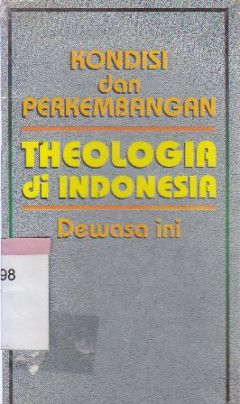 KONDISI
dan
PERKEMBANGAN
THEOLOGIA
di INDONESIA
Dewasa ini
98